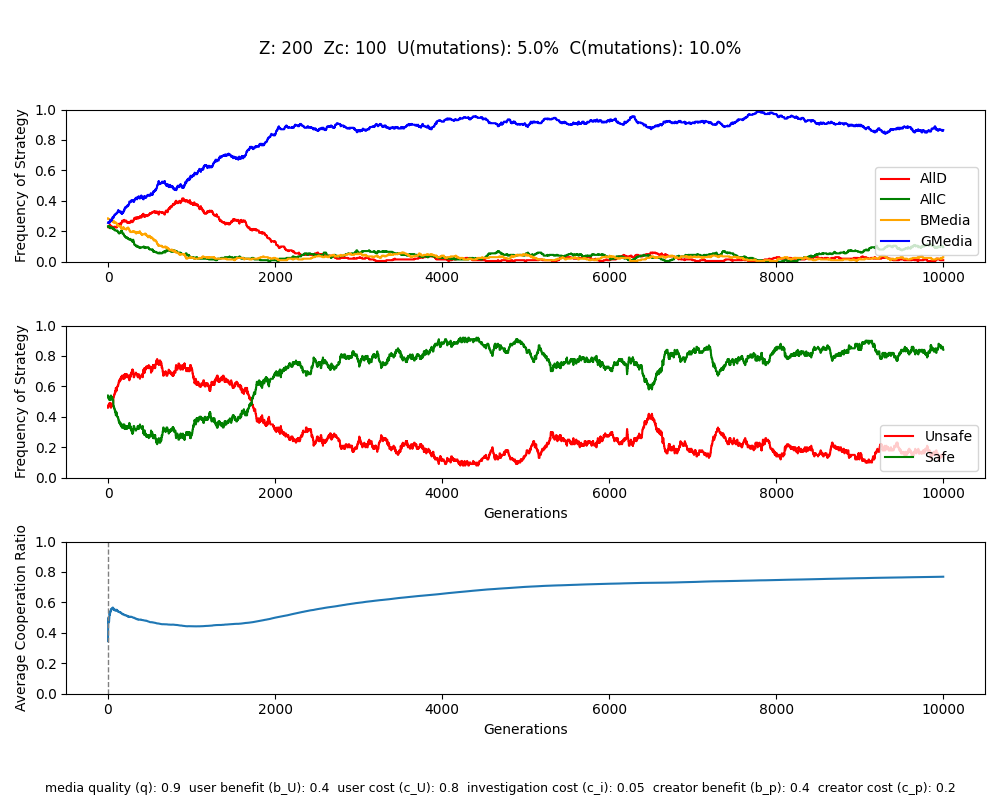 Z: 200  Zc: 100  U(mutations): 5.0%  C(mutations): 10.0%
Frequency of Strategy
1.0
0.8
0.6
0.4
0.2
0.0
AllD
AllC
BMedia
GMedia
0 2000 4000 6000 8000 10000
Frequency of Strategy
1.0
0.8
0.6
0.4
0.2
0.0
Unsafe
Safe
0 2000 4000 6000 8000 10000
Generations
Average Cooperation Ratio
1.0
0.8
0.6
0.4
0.2
0.0
0 2000 4000 6000 8000 10000
Generations
media quality (q): 0.9  user benefit (b_U): 0.4  user cost (c_U): 0.8  investigation cost (c_i): 0.05  creator benefit (b_p): 0.4  creator cost (c_p): 0.2